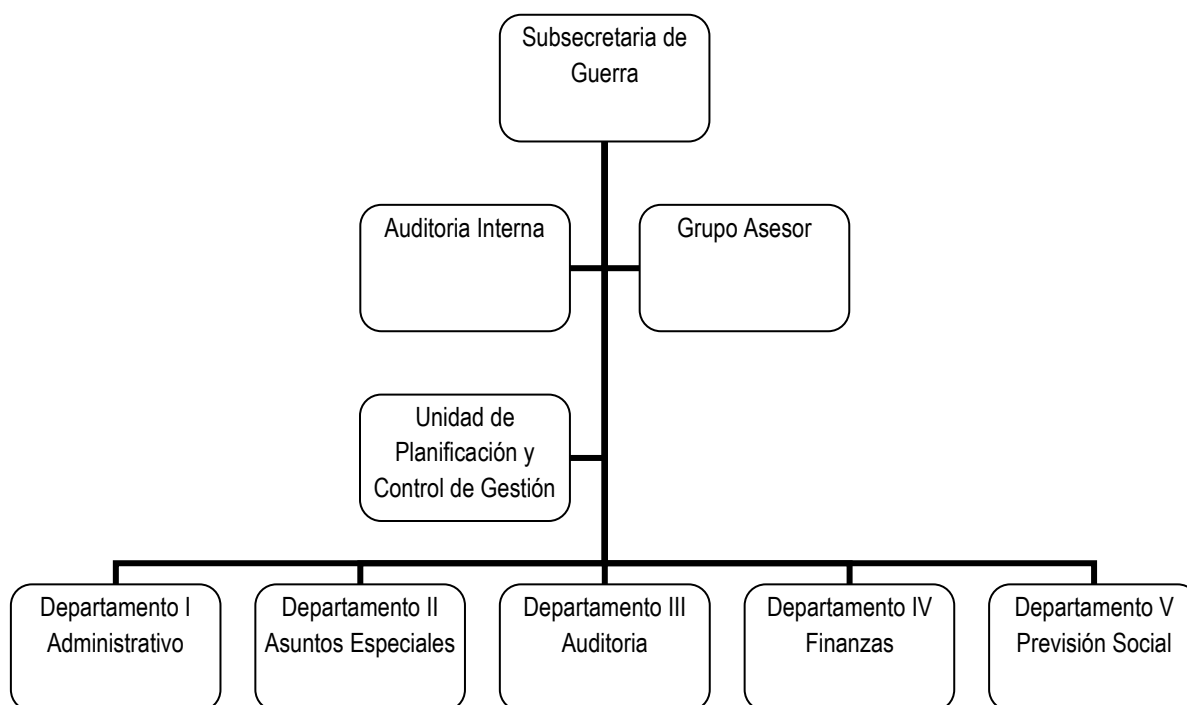 Subsecretaria de
Guerra
Auditoria Interna
Grupo Asesor
Unidad de
Planificación y
Control de Gestión
Departamento I
Administrativo
Departamento II
Asuntos Especiales
Departamento III
Auditoria
Departamento IV
Finanzas
Departamento V
Previsión Social